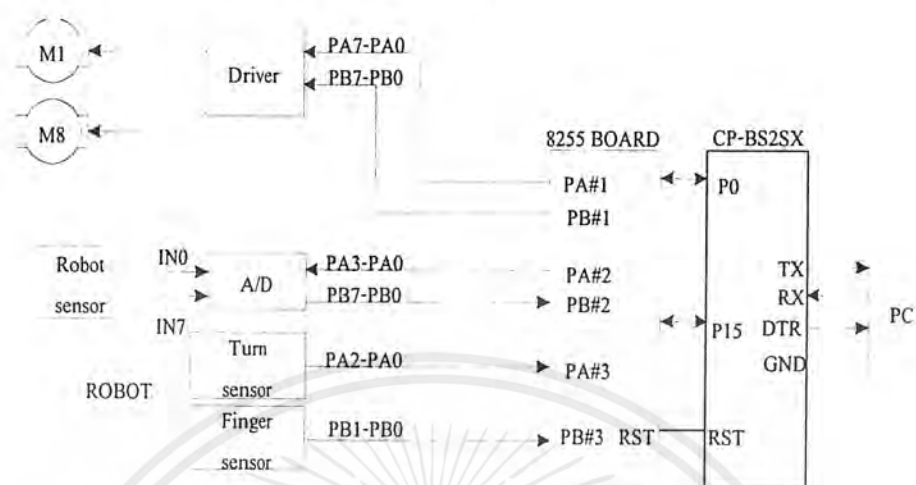 M1
Driver
PA7-PA0
PB7-PB0
M8
8255 BOARD
CP-BS2SX
PA#1
P0
PB#1
Robot
sensor
IN0
A/D
PA3-PA0
PA#2
TX
PB7-PB0
PB#2
RX
PC
IN7
P15
DTR
Turn
sensor
PA2-PA0
PA#3
GND
ROBOT
Finger
sensor
PB1-PB0
PB#3
RST
RST